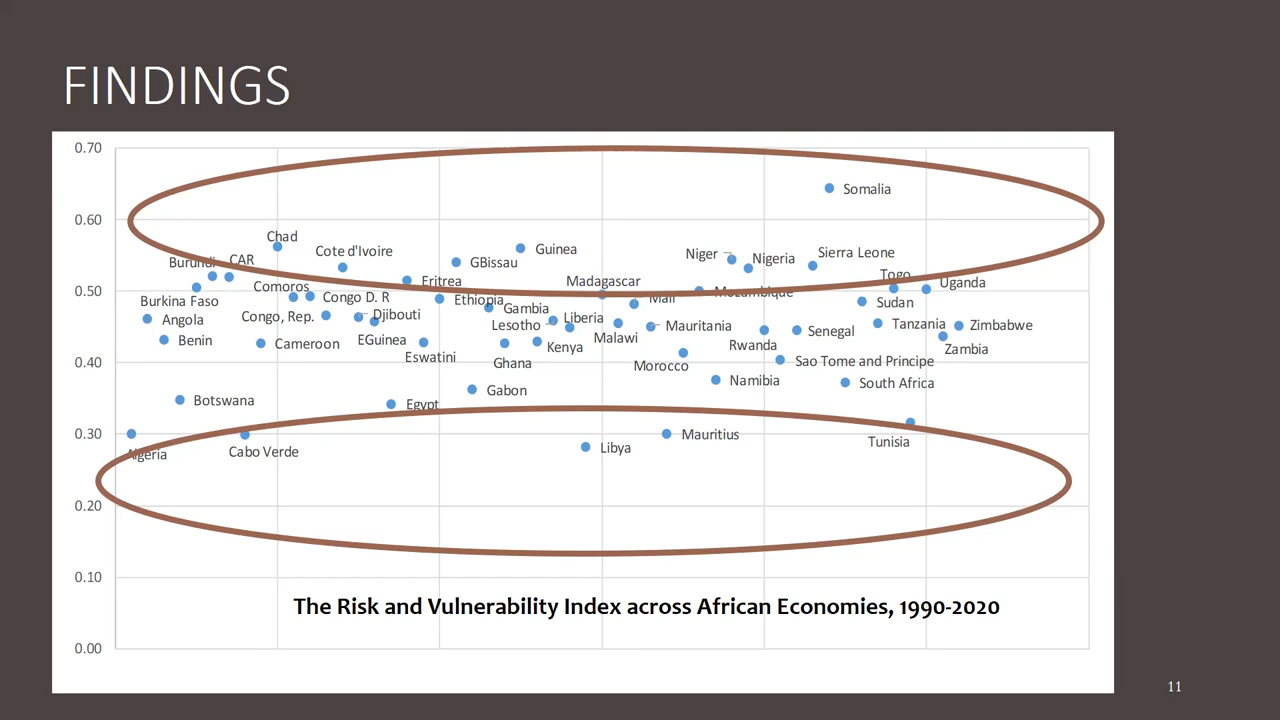 FINDINGS
0.70
Somalia
0.60
Chad
Cote d'Ivoire
Guinea
Niger
Nigeria
Sierra Leone
Burundi
CAR
GBissau
Togo
Comoros
Eritrea
Madagascar
Uganda
0.50
Burkina Faso
Congo D. R
Ethiopia
Mali
Mozambique
Sudan
Angola
Congo, Rep.
Djibouti
Gambia
Lesotho
Liberia
Mauritania
Tanzania
Zimbabwe
Benin
Cameroon
EGuinea
Kenya
Malawi
Rwanda
Senegal
Zambia
Eswatini
Ghana
Morocco
Sao Tome and Principe
0.40
Namibia
South Africa
Botswana
Egypt
Gabon
0.30
Algeria
Cabo Verde
Libya
Mauritius
Tunisia
0.20
0.10
The Risk and Vulnerability Index across African Economies, 1990-2020
0.00
11